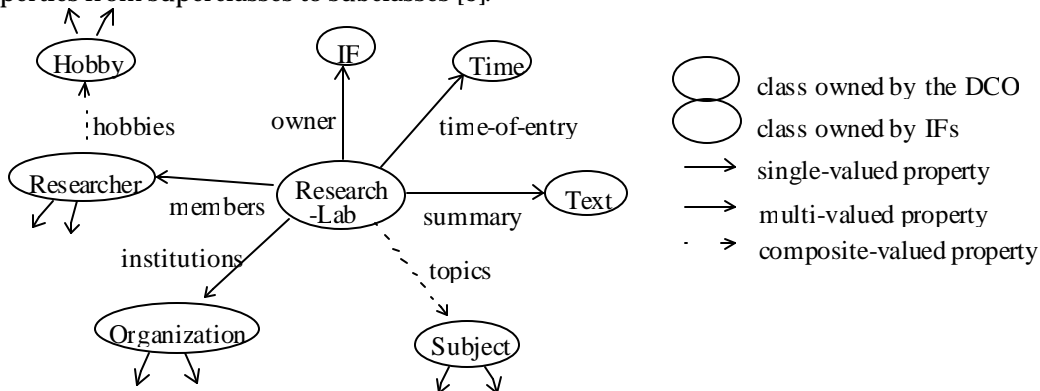 perties from superclasses to subclasses [6].
Hobby
IF
Time
hobbies
owner
time-of-entry
Researcher
Research
-Lab
Text
members
summary
institutions
topics
Organization
Subject
class owned by the DCO
class owned by IFs
single-valued property
multi-valued property
composite-valued property